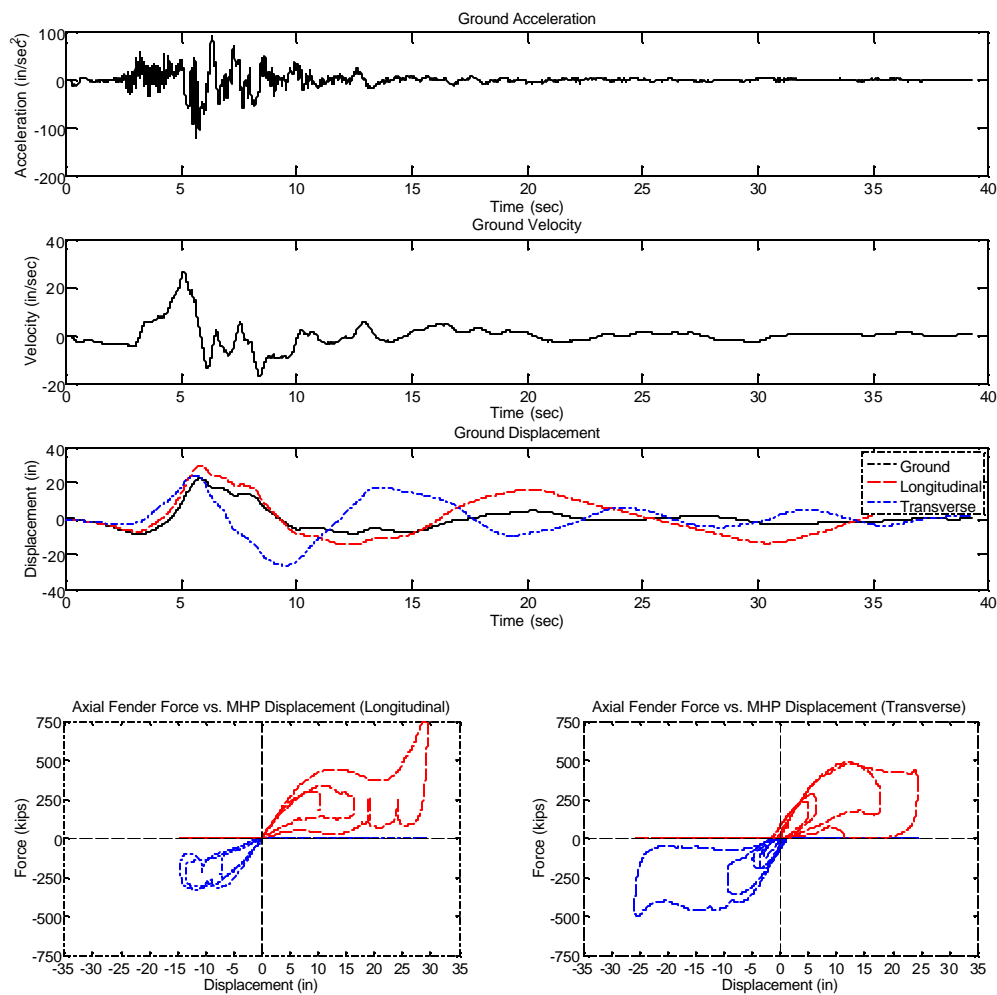 Ground Acceleration
100
0
-100
-200
Acceleration (in/sec²)
0 5 10 15 20 25 30 35 40
Time (sec)
Ground Velocity
40
20
0
-20
Velocity (in/sec)
0 5 10 15 20 25 30 35 40
Time (sec)
Ground Displacement
40
20
0
-20
-40
Displacement (in)
Ground
Longitudinal
Transverse
0 5 10 15 20 25 30 35 40
Time (sec)
Axial Fender Force vs. MHP Displacement (Longitudinal)
750
500
250
0
-250
-500
-750
Force (kips)
-35 -30 -25 -20 -15 -10 -5 0 5 10 15 20 25 30 35
Displacement (in)
Axial Fender Force vs. MHP Displacement (Transverse)
750
500
250
0
-250
-500
-750
Force (kips)
-35 -30 -25 -20 -15 -10 -5 0 5 10 15 20 25 30 35
Displacement (in)